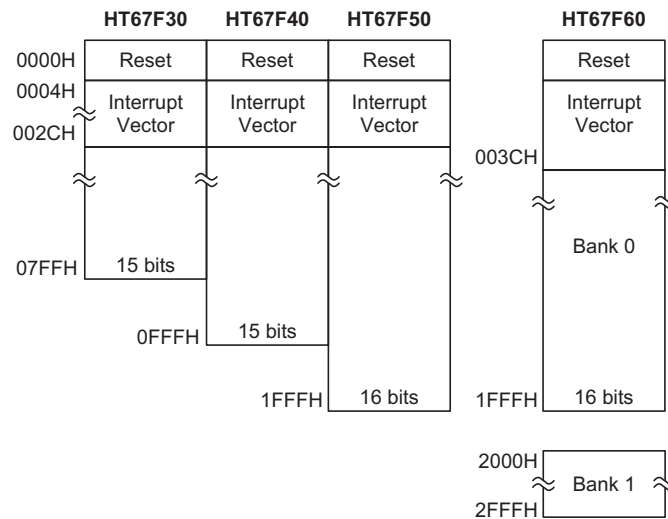 HT67F30 HT67F40 HT67F50 HT67F60
0000H Reset Reset Reset Reset
0004H
Interrupt Vector Interrupt Vector Interrupt Vector Interrupt Vector
002CH
003CH
Bank 0
07FFH 15 bits
0FFFH 15 bits
1FFFH 16 bits 1FFFH 16 bits
2000H
Bank 1
2FFFH